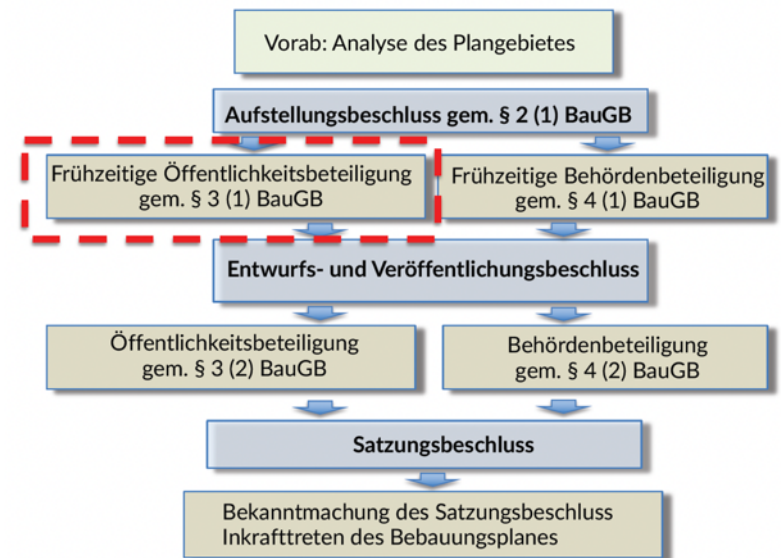 Vorab: Analyse des Plangebietes
Aufstellungsbeschluss gem. § 2 (1) BauGB
Frühzeitige Öffentlichkeitsbeteiligung
gem. § 3 (1) BauGB
Frühzeitige Behördenbeteiligung
gem. § 4 (1) BauGB
Entwurfs- und Veröffentlichungsbeschluss
Öffentlichkeitsbeteiligung
gem. § 3 (2) BauGB
Behördenbeteiligung
gem. § 4 (2) BauGB
Satzungsbeschluss
Bekanntmachung des Satzungsbeschluss
Inkrafttreten des Bebauungsplanes